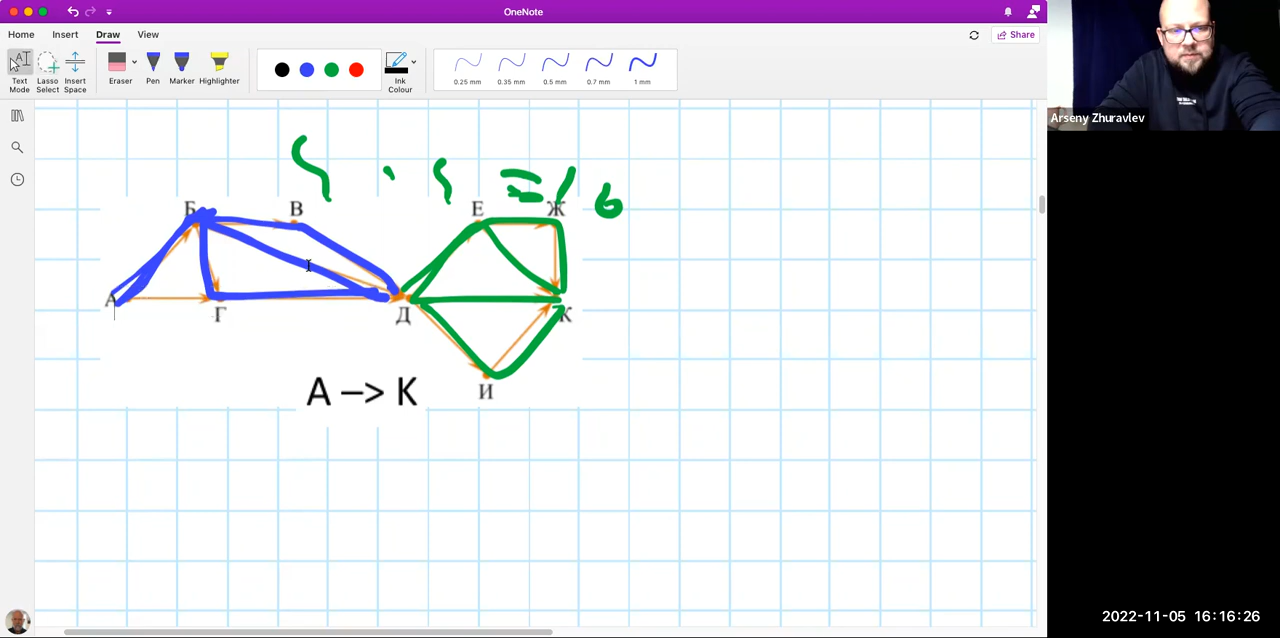 OneNote
Home Insert Draw View
Share
Text Mode
Lasso Select
Insert Space
Eraser
Pen
Marker
Highlighter
Ink Colour
0.25 mm
0.35 mm
0.5 mm
0.7 mm
1 mm
Arseny Zhuravlev
= 16
Б В Е Ж
А Г Д К
И
A —> K
2022-11-05 16:16:26